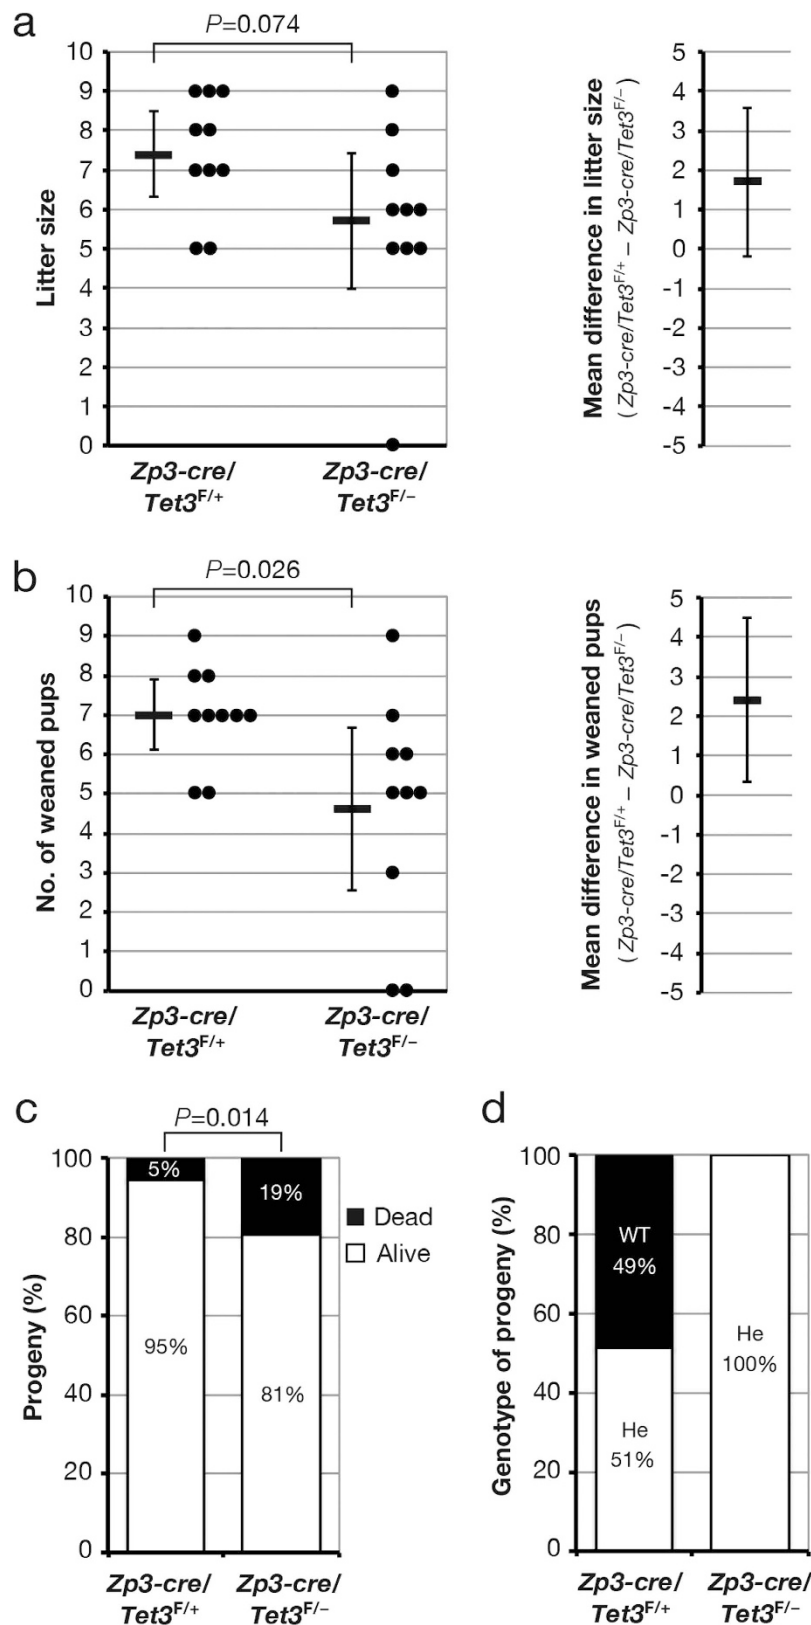 a
P=0.074
10
9
8
7
6
5
4
3
2
1
0
Litter size
Zp3-cre/
Tet3F/+
Zp3-cre/
Tet3F/−
5
4
3
2
1
0
-1
-2
-3
-4
-5
Mean difference in litter size
(Zp3-cre/Tet3F/+ − Zp3-cre/Tet3F/−)
b
P=0.026
10
9
8
7
6
5
4
3
2
1
0
No. of weaned pups
Zp3-cre/
Tet3F/+
Zp3-cre/
Tet3F/−
5
4
3
2
1
0
-1
-2
-3
-4
-5
Mean difference in weaned pups
(Zp3-cre/Tet3F/+ − Zp3-cre/Tet3F/−)
c
P=0.014
100
80
60
40
20
0
Progeny (%)
5%
95%
19%
81%
Dead
Alive
Zp3-cre/
Tet3F/+
Zp3-cre/
Tet3F/−
d
100
80
60
40
20
0
Genotype of progeny (%)
WT
49%
He
51%
He
100%
Zp3-cre/
Tet3F/+
Zp3-cre/
Tet3F/−